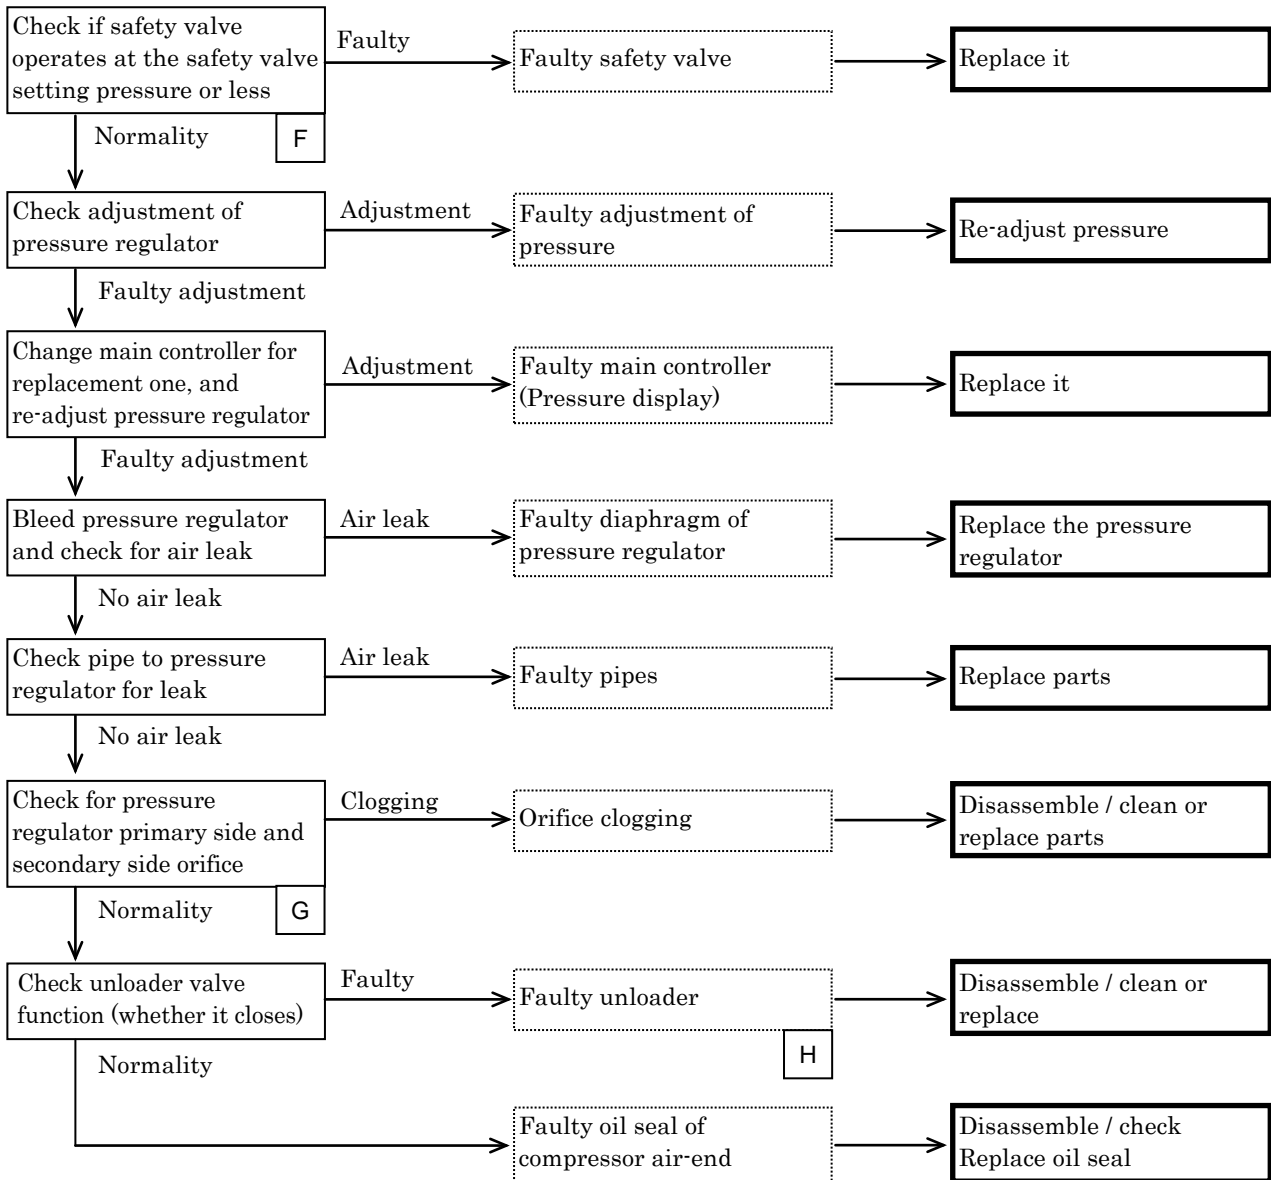 Check if safety valve
operates at the safety valve
setting pressure or less
Faulty
Faulty safety valve
Replace it
Normality
F
Check adjustment of
pressure regulator
Adjustment
Faulty adjustment of
pressure
Re-adjust pressure
Faulty adjustment
Change main controller for
replacement one, and
re-adjust pressure regulator
Adjustment
Faulty main controller
(Pressure display)
Replace it
Faulty adjustment
Bleed pressure regulator
and check for air leak
Air leak
Faulty diaphragm of
pressure regulator
Replace the pressure
regulator
No air leak
Check pipe to pressure
regulator for leak
Air leak
Faulty pipes
Replace parts
No air leak
Check for pressure
regulator primary side and
secondary side orifice
Clogging
Orifice clogging
Disassemble / clean or
replace parts
Normality
G
Check unloader valve
function (whether it closes)
Faulty
Faulty unloader
Disassemble / clean or
replace
H
Normality
Faulty oil seal of
compressor air-end
Disassemble / check
Replace oil seal